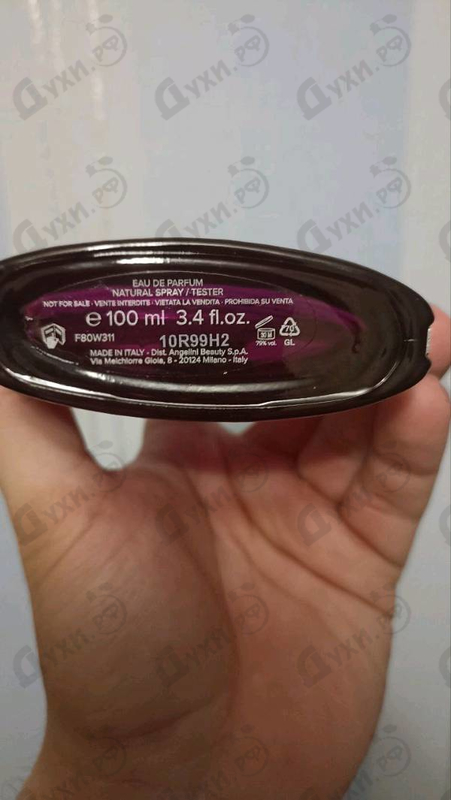 Духи.рф
EAU DE PARFUM
NATURAL SPRAY / TESTER
NOT FOR SALE - VENTE INTERDITE - VIETATA LA VENDITA - PROHIBIDA SU VENTA
e 100 ml 3.4 fl.oz.
30 M
70
F80W311
10R99H2
79% vol.
GL
MADE IN ITALY - Dist. Angelini Beauty S.p.A.
Via Melchiorre Gioia, 8 - 20124 Milano - Italy